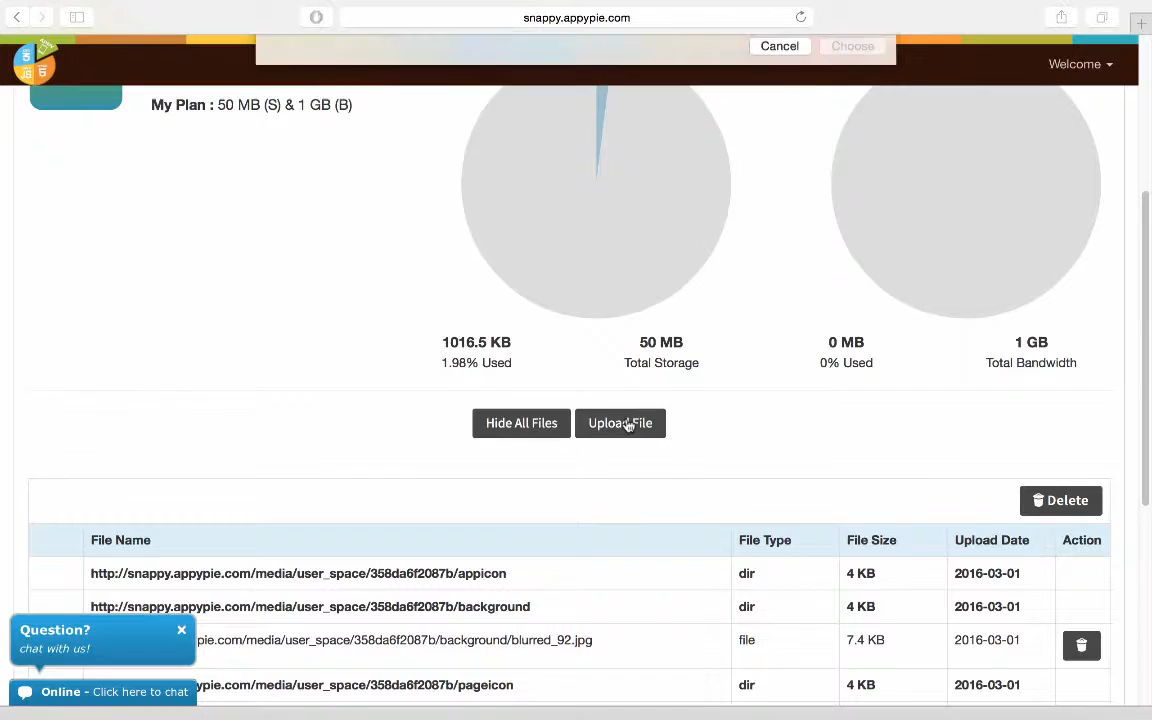 snappy.appypie.com
Cancel
Choose
Welcome
My Plan : 50 MB (S) & 1 GB (B)
1016.5 KB
1.98% Used
50 MB
Total Storage
0 MB
0% Used
1 GB
Total Bandwidth
Hide All Files
Upload File
Delete
File Name File Type File Size Upload Date Action
http://snappy.appypie.com/media/user_space/358da6f2087b/appicon dir 4 KB 2016-03-01
http://snappy.appypie.com/media/user_space/358da6f2087b/background dir 4 KB 2016-03-01
pie.com/media/user_space/358da6f2087b/background/blurred_92.jpg file 7.4 KB 2016-03-01
ypie.com/media/user_space/358da6f2087b/pageicon dir 4 KB 2016-03-01
Question?
chat with us!
Online - Click here to chat